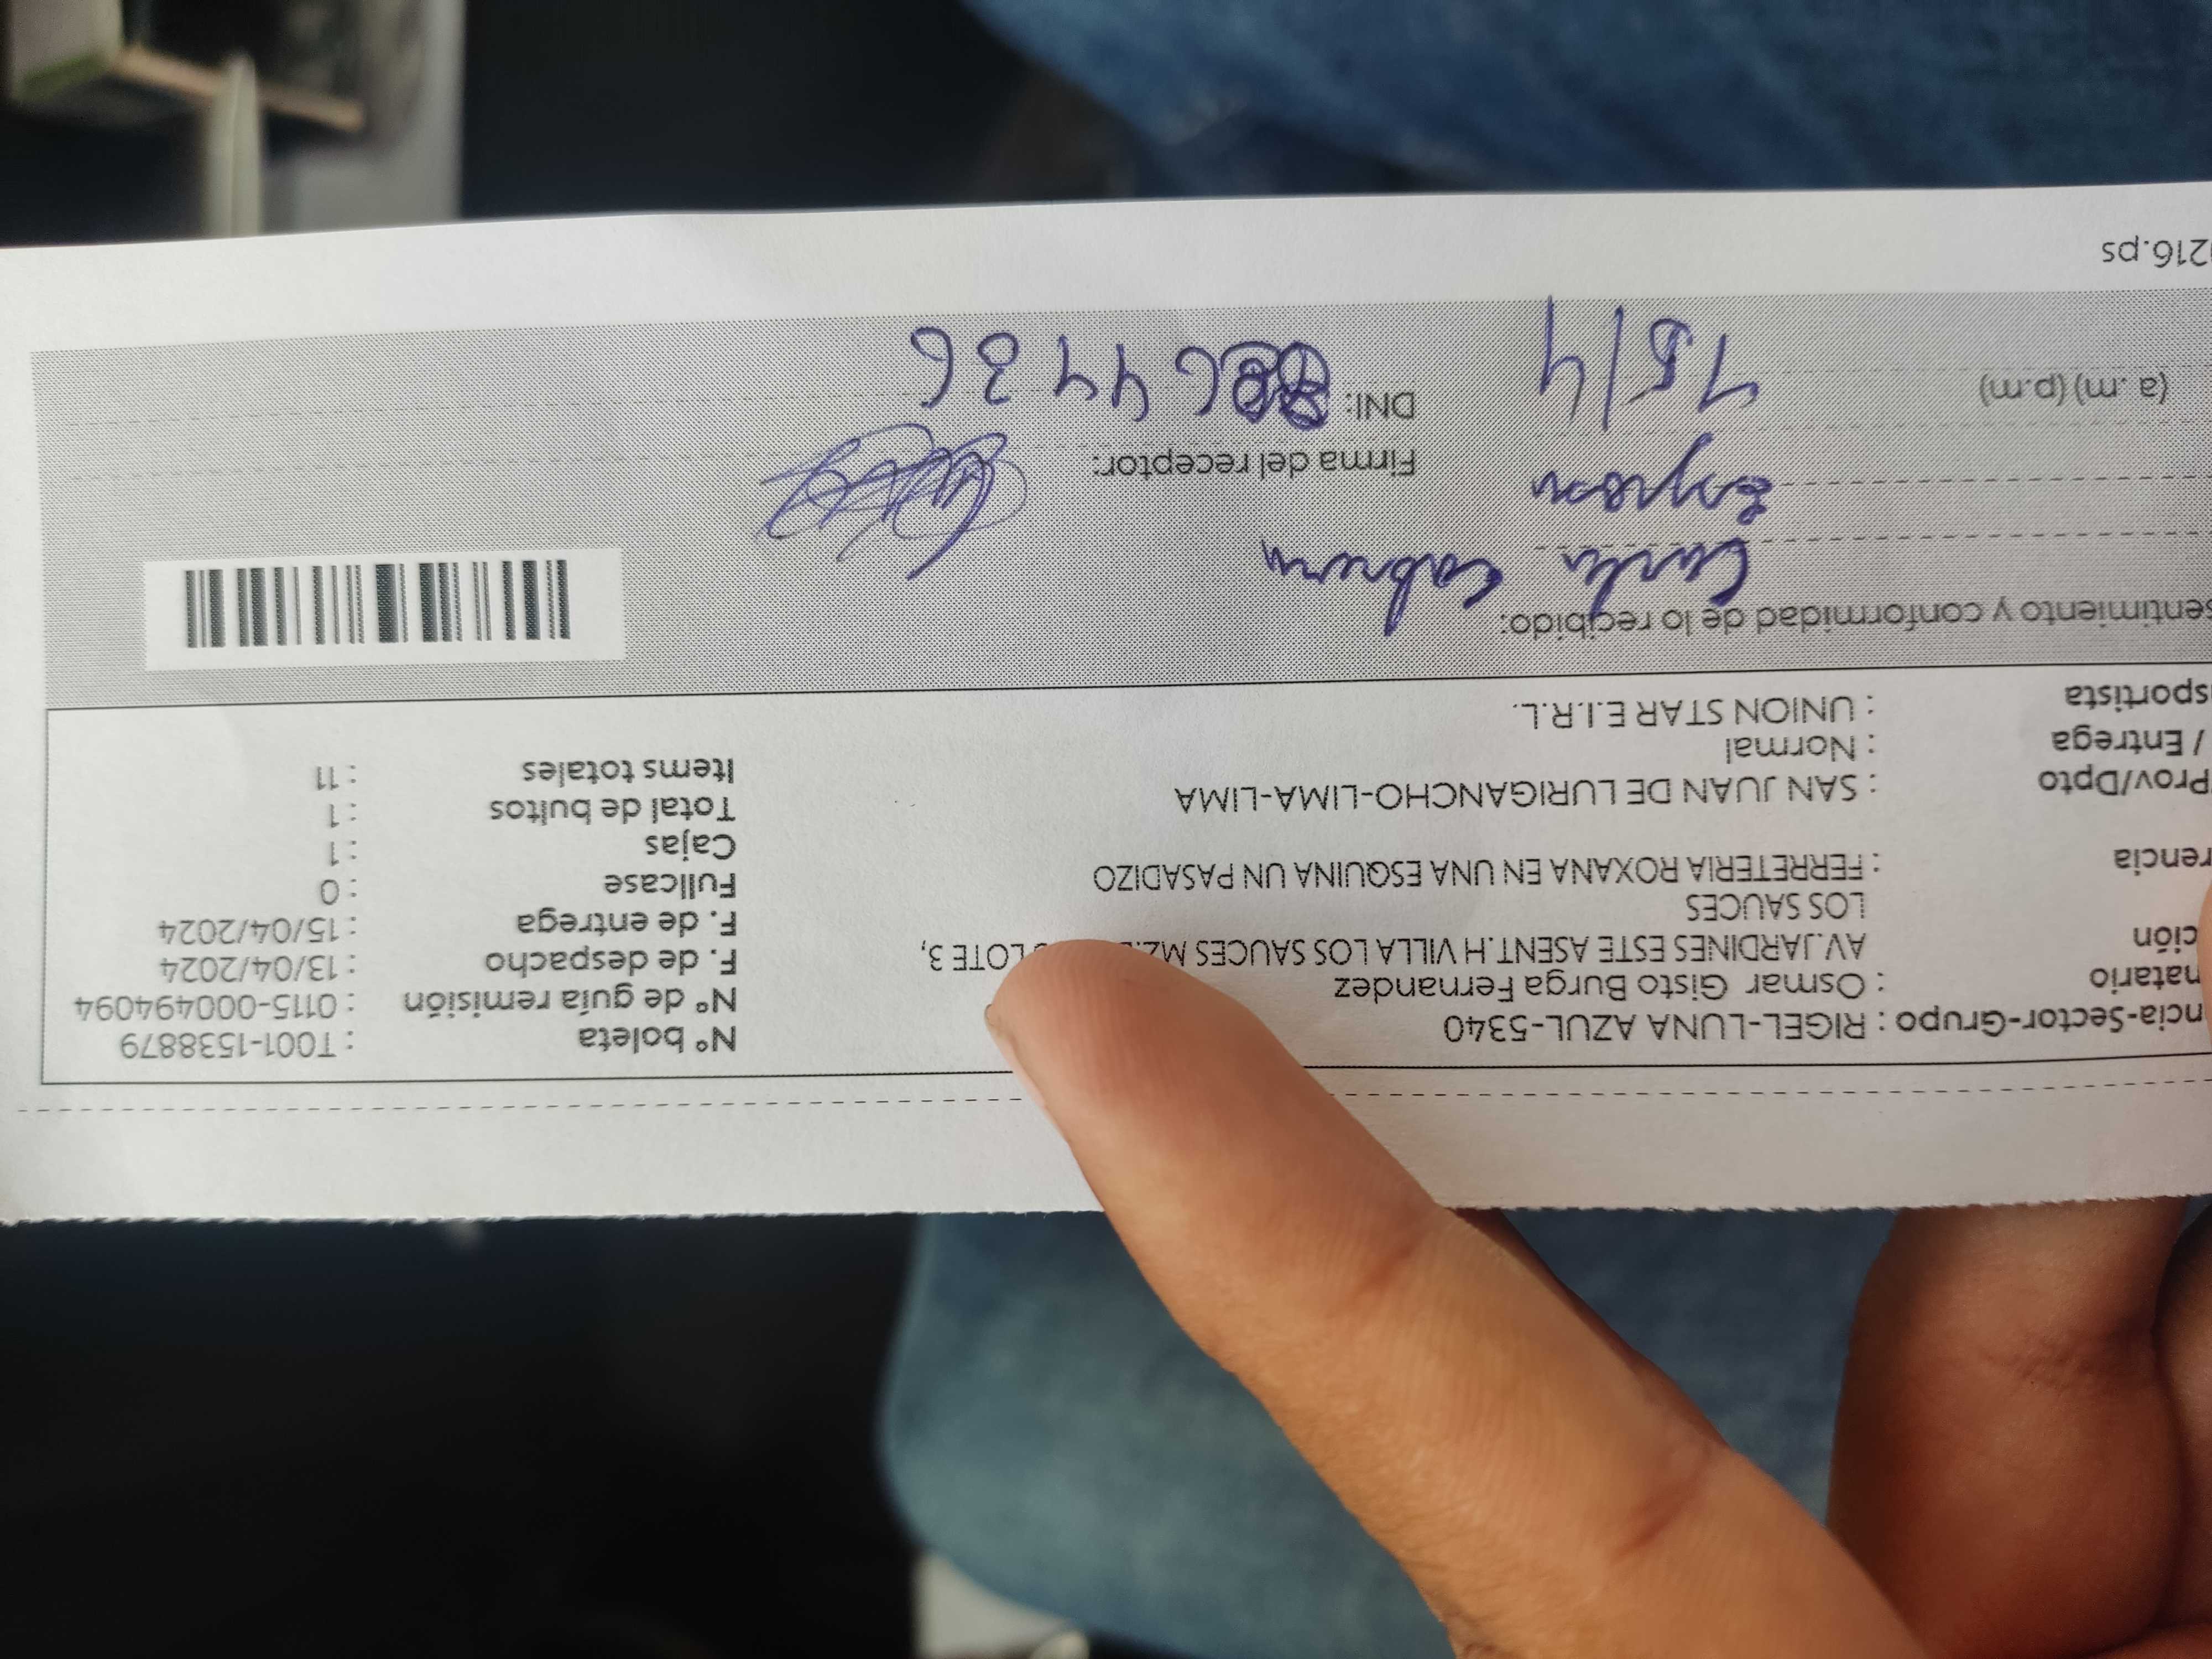 ncia-Sector-Grupo : RIGEL-LUNA AZUL-5340
natario : Osmar Gisto Burga Fernandez
ción AV.JARDINES ESTE ASENT.H VILLA LOS SAUCES MZ. LOTE 3,
LOS SAUCES
rencia : FERRETERIA ROXANA EN UNA ESQUINA UN PASADIZO
Prov/Dpto : SAN JUAN DE LURIGANCHO-LIMA-LIMA
/ Entrega : Normal
sportista : UNION STAR E.I.R.L.
N° boleta : T001-1538879
N° de guía remisión : 0115-000494094
F. de despacho : 13/04/2024
F. de entrega : 15/04/2024
Fullcase : 0
Cajas : 1
Total de bultos : 1
Items totales : 11
sentimiento y conformidad de lo recibido:
Carla Cabrera
Firma del receptor:
(a.m) (p.m) 15/4
DNI: 64436
216.ps